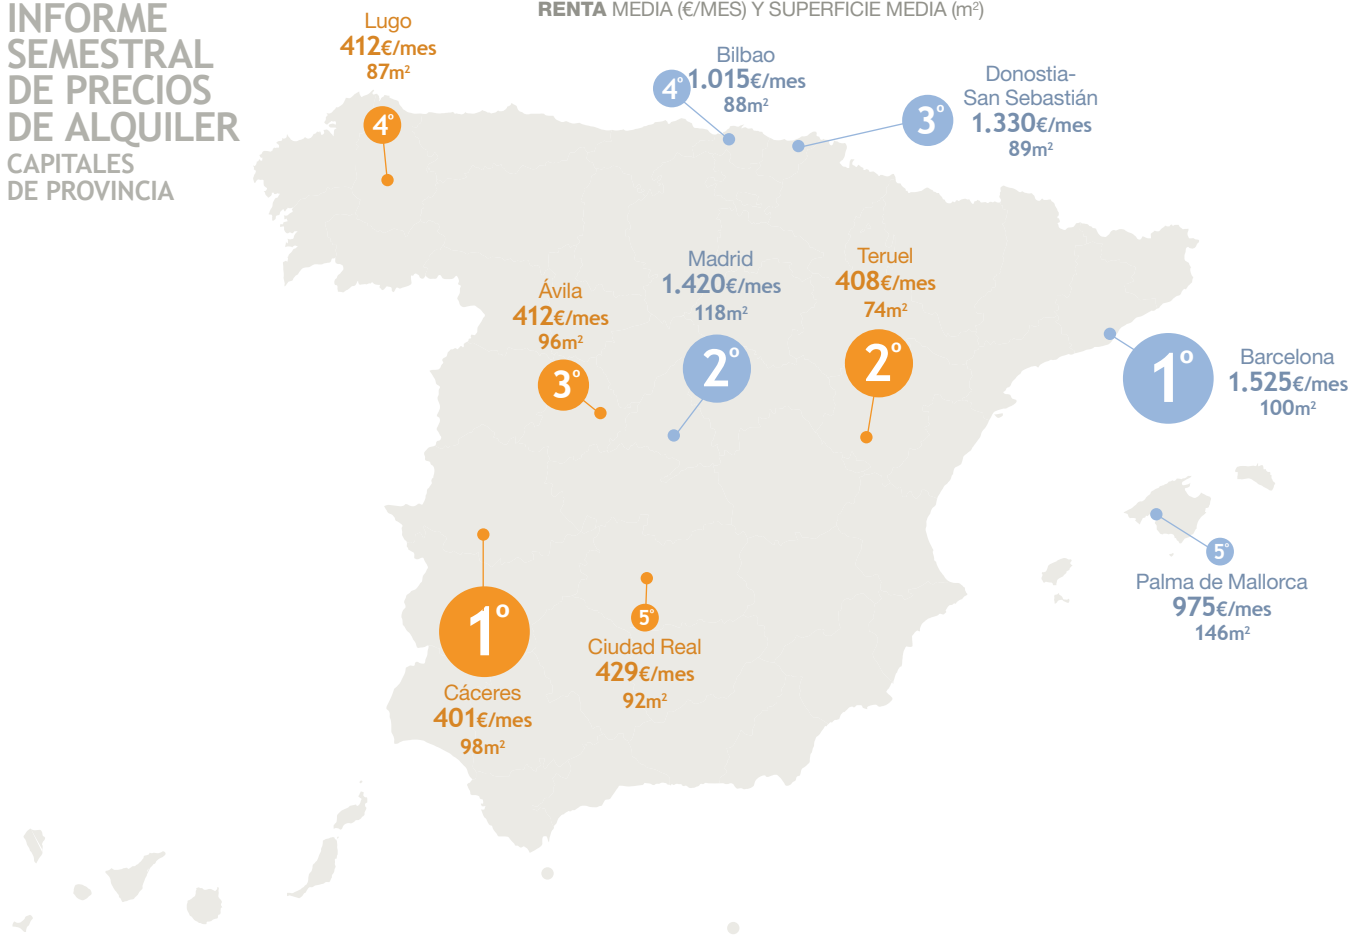 INFORME
SEMESTRAL
DE PRECIOS
DE ALQUILER
CAPITALES
DE PROVINCIA
RENTA MEDIA (€/MES) Y SUPERFICIE MEDIA (m²)
Lugo
412€/mes
87m²
4º
Bilbao
4º
1.015€/mes
88m²
Donostia-
San Sebastián
3º
1.330€/mes
89m²
Ávila
412€/mes
96m²
3º
Madrid
1.420€/mes
118m²
2º
Teruel
408€/mes
74m²
2º
1º
Barcelona
1.525€/mes
100m²
5º
Palma de Mallorca
975€/mes
146m²
1º
Cáceres
401€/mes
98m²
5º
Ciudad Real
429€/mes
92m²